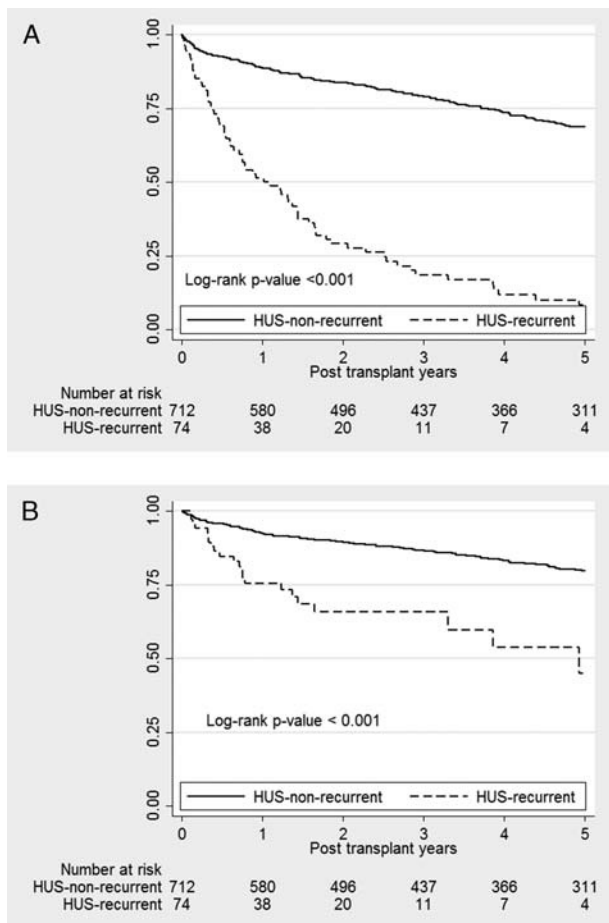 A
1.00
0.75
0.50
0.25
0.00
Log-rank p-value <0.001
HUS-non-recurrent HUS-recurrent
0 1 2 3 4 5
Post transplant years
Number at risk
HUS-non-recurrent 712 580 496 437 366 311
HUS-recurrent 74 38 20 11 7 4
B
1.00
0.75
0.50
0.25
0.00
Log-rank p-value < 0.001
HUS-non-recurrent HUS-recurrent
0 1 2 3 4 5
Post transplant years
Number at risk
HUS-non-recurrent 712 580 496 437 366 311
HUS-recurrent 74 38 20 11 7 4